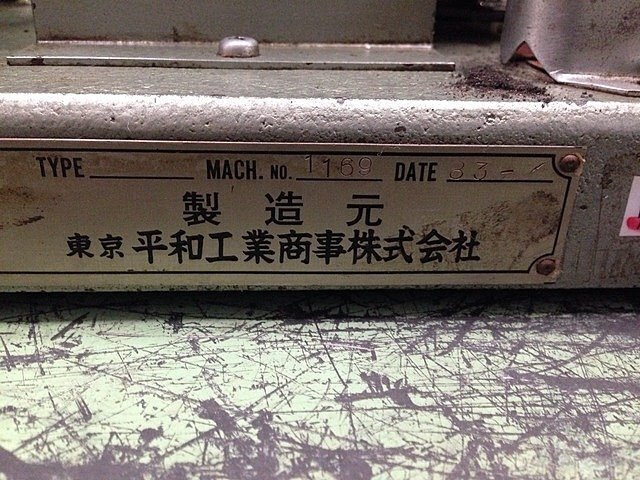 TYPE MACH. NO. 1169 DATE 33-
製造元
東京 平和工業商事株式会社